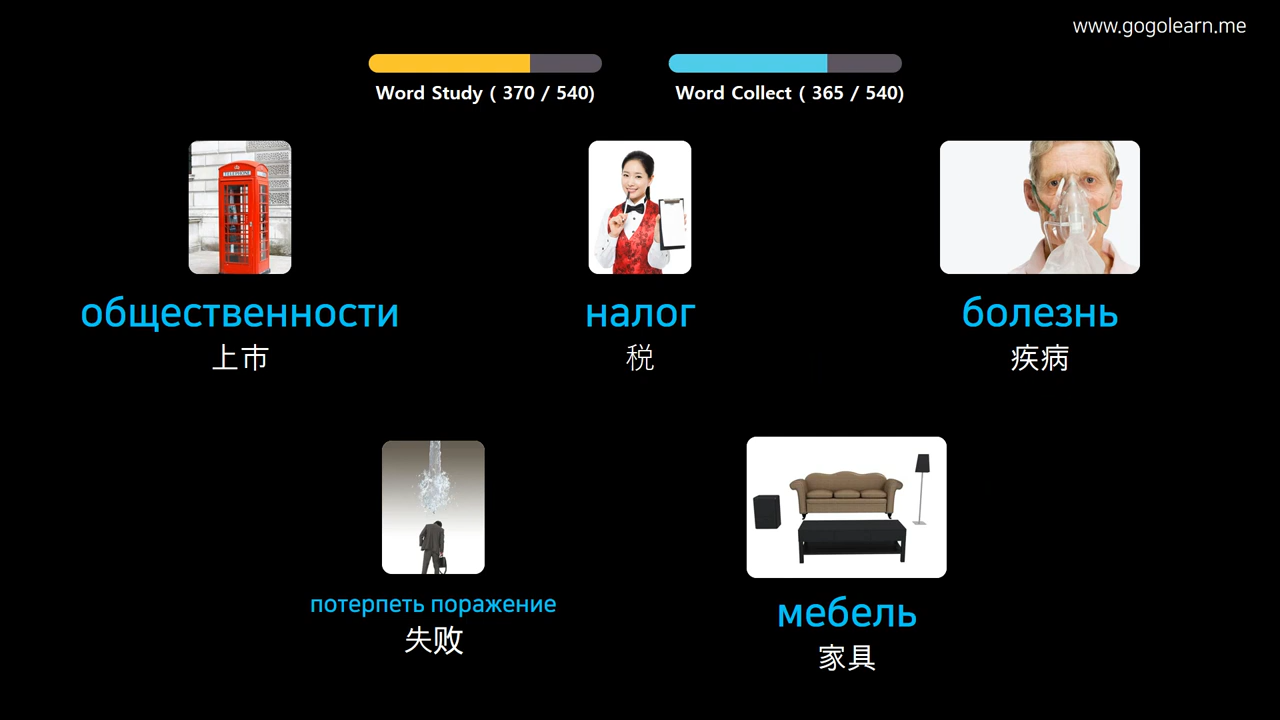 www.gogolearn.me
Word Study ( 370 / 540)
Word Collect ( 365 / 540)
TELEPHONE
общественности
上市
налог
税
болезнь
疾病
потерпеть поражение
失败
мебель
家具